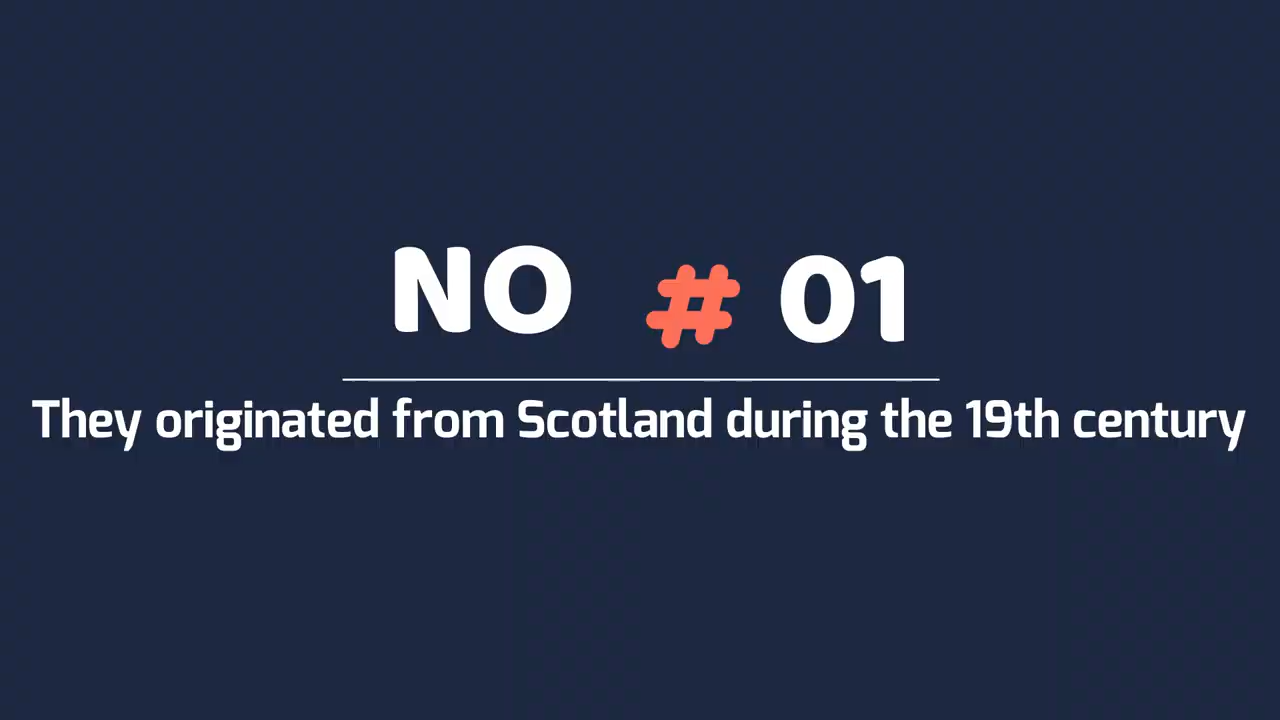 NO # 01
They originated from Scotland during the 19th century